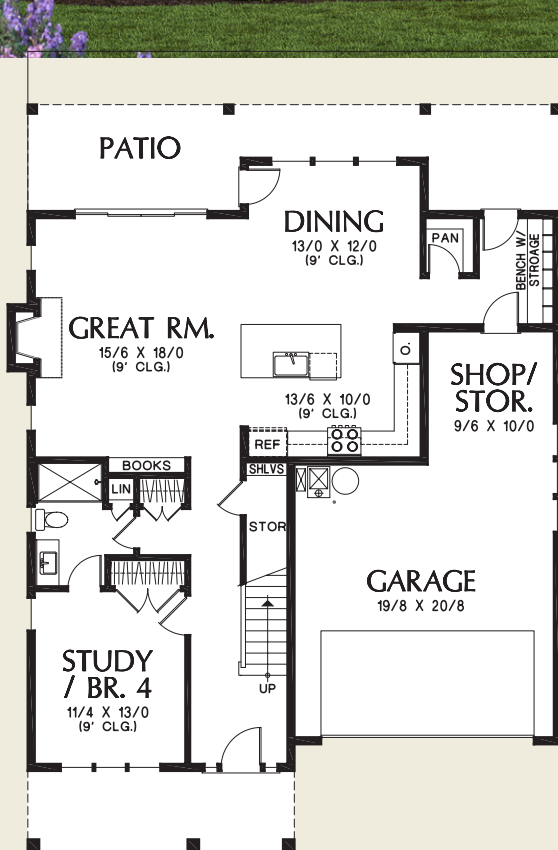 PATIO
DINING
13/0 X 12/0
(9' CLG.)
PAN
BENCH W/
STROAGE
GREAT RM.
15/6 X 18/0
(9' CLG.)
O.
SHOP/
STOR.
9/6 X 10/0
13/6 X 10/0
(9' CLG.)
REF
BOOKS
SHLVS
LIN
STOR
GARAGE
19/8 X 20/8
STUDY
/ BR. 4
11/4 X 13/0
(9' CLG.)
UP